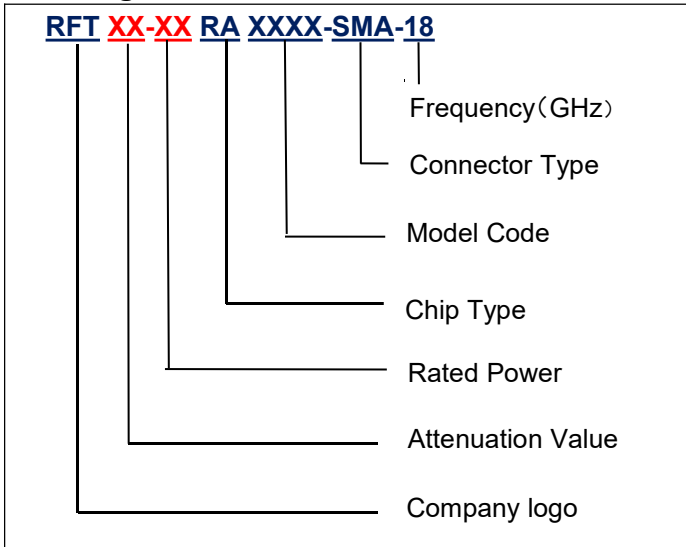 RFT XX-XX RA XXXX-SMA-18
Frequency（GHz）
Connector Type
Model Code
Chip Type
Rated Power
Attenuation Value
Company logo